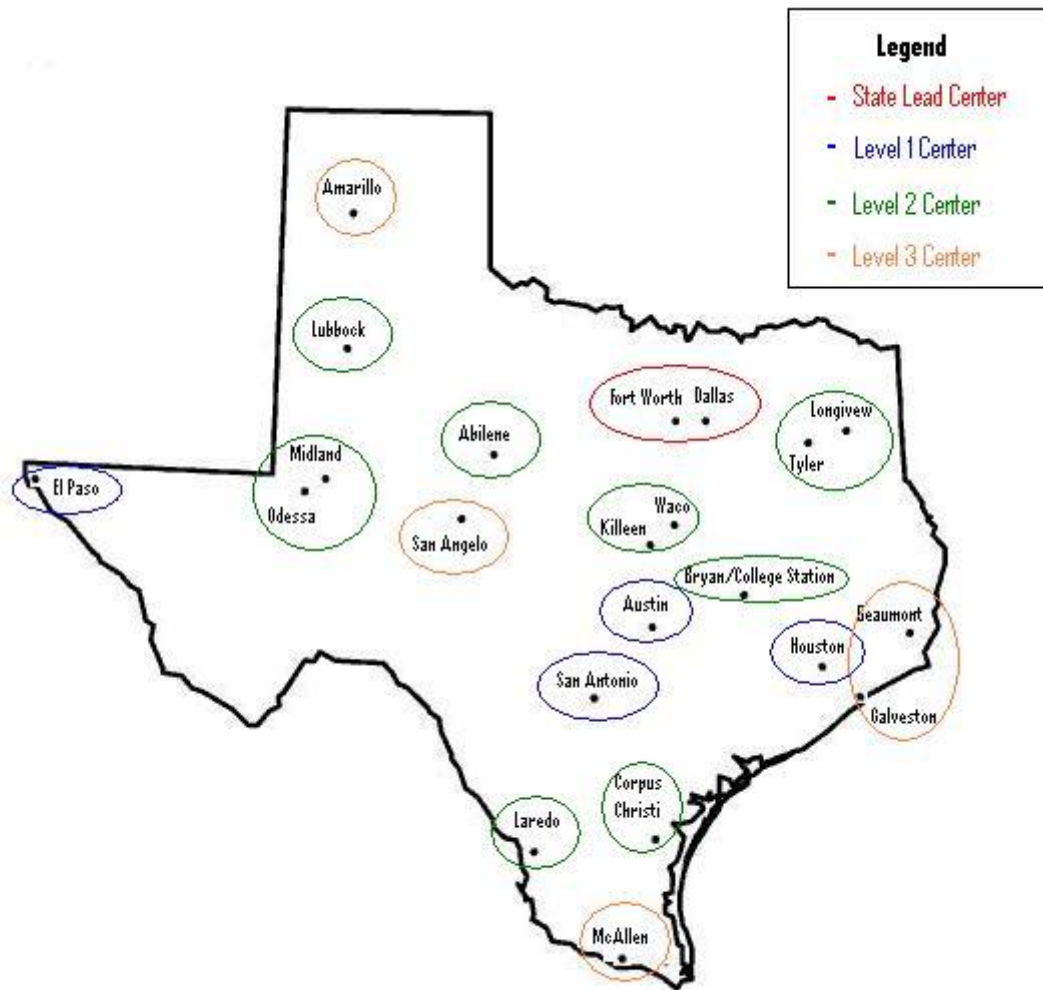 Legend
- State Lead Center
- Level 1 Center
- Level 2 Center
- Level 3 Center
Amarillo
Lubbock
Fort Worth Dallas
Longivew
Tyler
Abilene
Midland
Odessa
El Paso
San Angelo
Waco
Killeen
Bryan/College Station
Austin
Beaumont
Houston
San Antonio
Galveston
Corpus
Christi
Laredo
McAllen